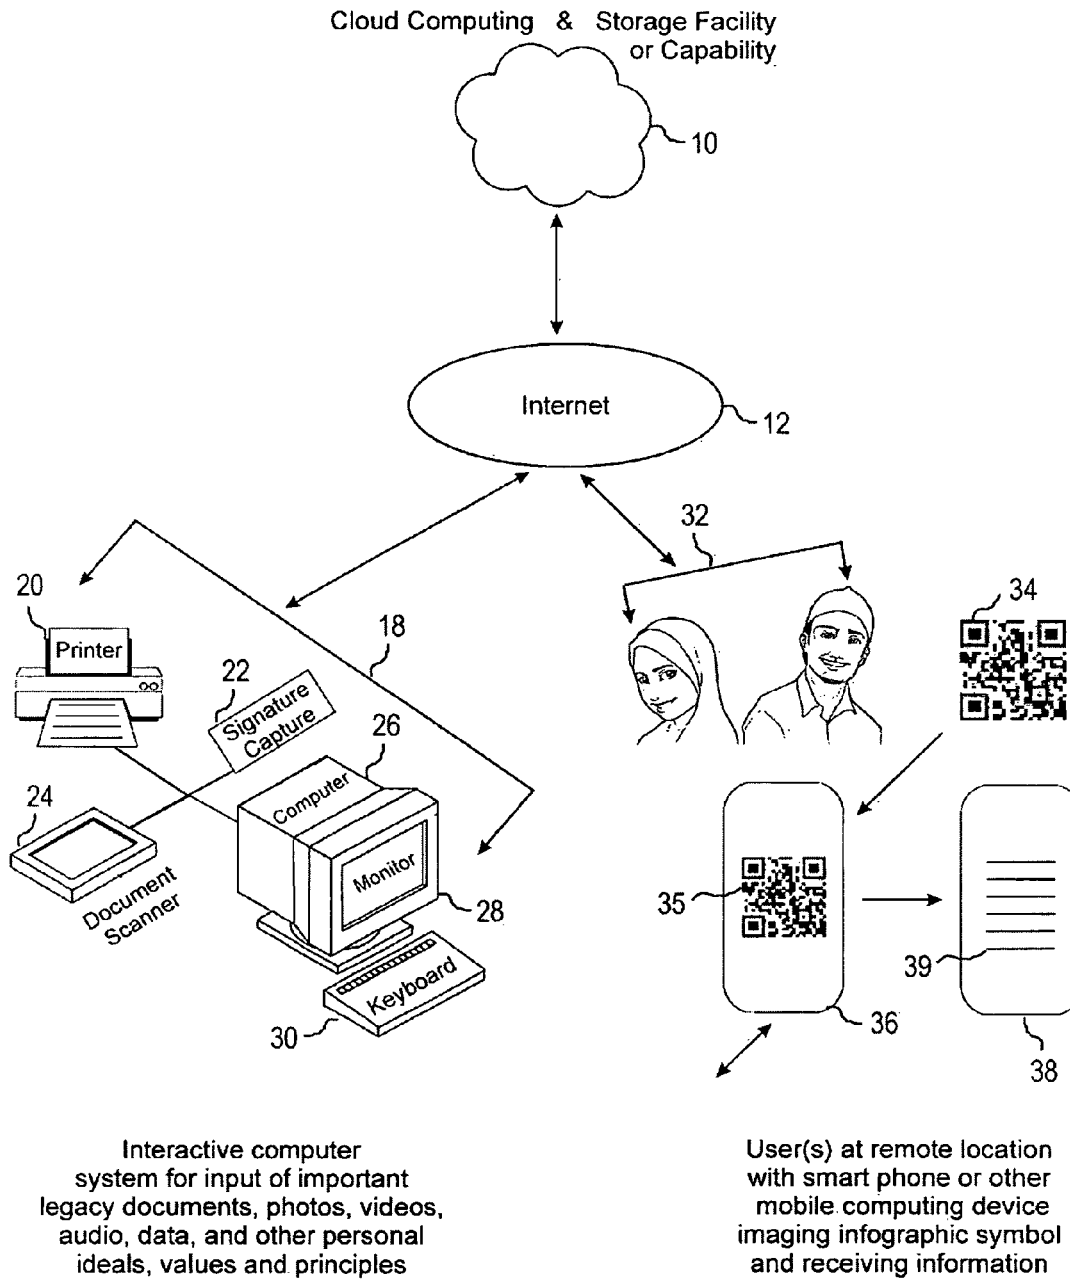 Cloud Computing & Storage Facility
or Capability
10
Internet
12
32
20
Printer
18
34
22
Signature
Capture
26
Computer
24
Monitor
Document
Scanner
28
35
39
Keyboard
30
36
38
Interactive computer
system for input of important
legacy documents, photos, videos,
audio, data, and other personal
ideals, values and principles
User(s) at remote location
with smart phone or other
mobile computing device
imaging infographic symbol
and receiving information